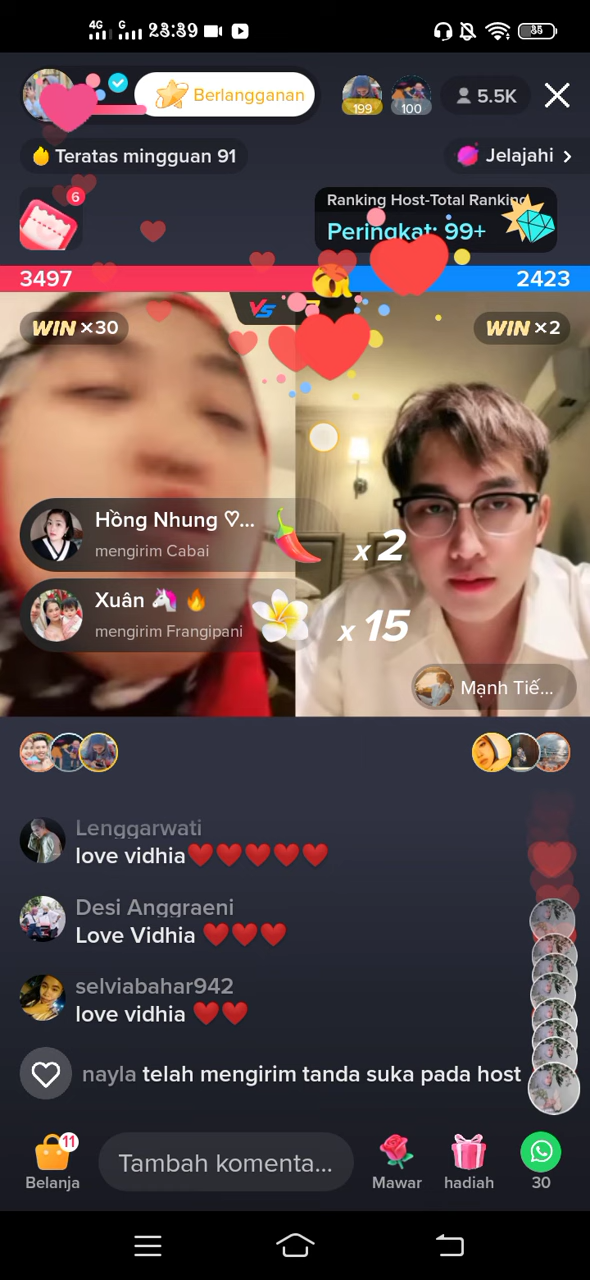 4G G 23:39 35
Berlangganan 199 100 5.5K
Teratas mingguan 91 Jelajahi
6 Ranking Host-Total Ranking
Peringkat: 99+
3497 2423
VS
WIN ×30 WIN ×2
Hồng Nhung ♡...
mengirim Cabai x 2
Xuân 🦄 🔥
mengirim Frangipani x 15
Mạnh Tiế...
Lenggarwati
love vidhia❤️❤️❤️❤️❤️
Desi Anggraeni
Love Vidhia ❤️❤️❤️
selviabahar942
love vidhia ❤️❤️
nayla telah mengirim tanda suka pada host
11
Belanja Tambah komenta... Mawar hadiah 30